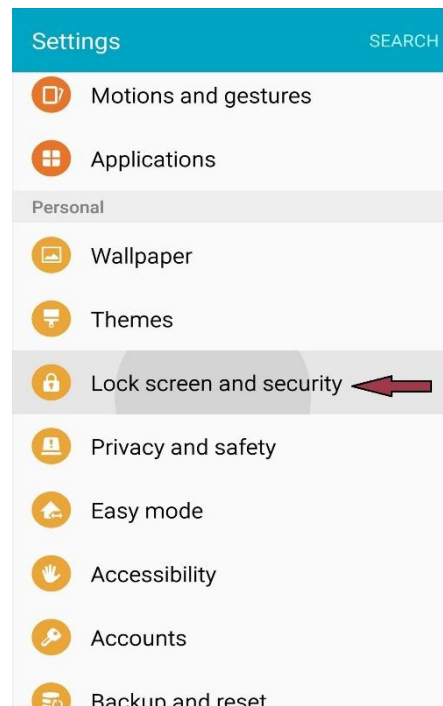 Settings
SEARCH
Motions and gestures
Applications
Personal
Wallpaper
Themes
Lock screen and security
Privacy and safety
Easy mode
Accessibility
Accounts
Backup and reset